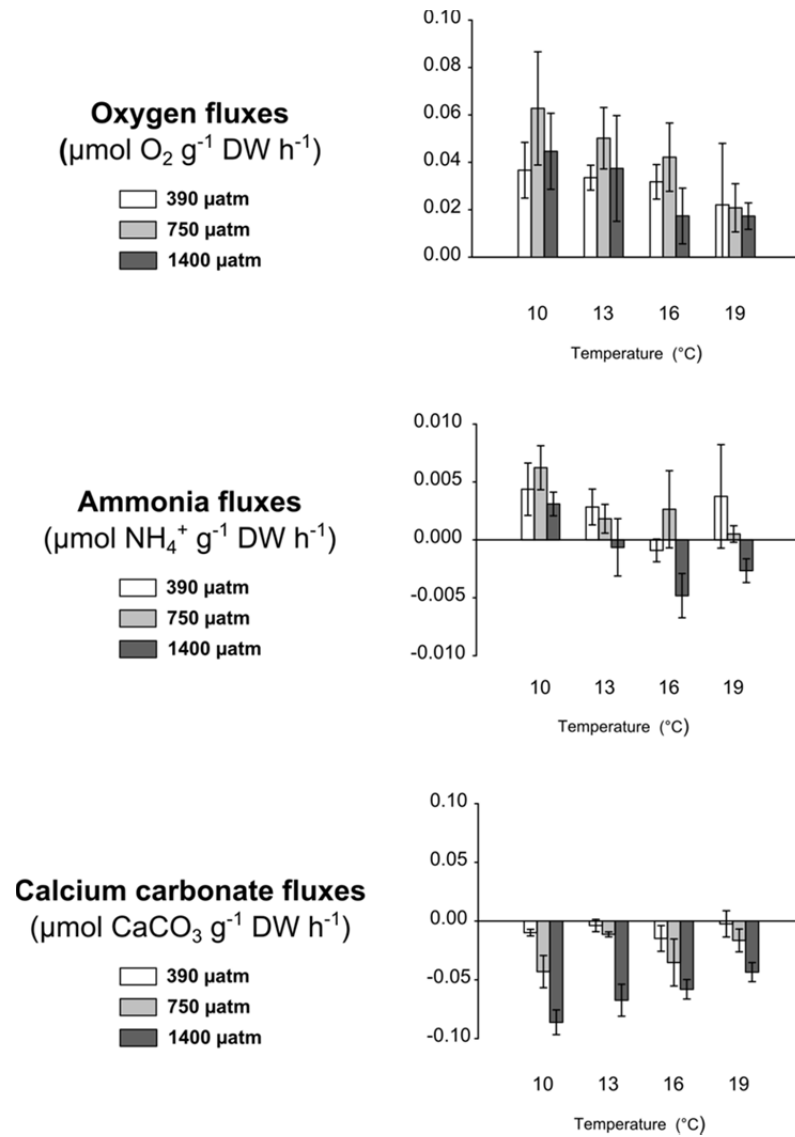 Oxygen fluxes
(µmol O₂ g⁻¹ DW h⁻¹)
390 µatm
750 µatm
1400 µatm
0.10
0.08
0.06
0.04
0.02
0.00
10 13 16 19
Temperature (°C)
Ammonia fluxes
(µmol NH₄⁺ g⁻¹ DW h⁻¹)
390 µatm
750 µatm
1400 µatm
0.010
0.005
0.000
-0.005
-0.010
10 13 16 19
Temperature (°C)
Calcium carbonate fluxes
(µmol CaCO₃ g⁻¹ DW h⁻¹)
390 µatm
750 µatm
1400 µatm
0.10
0.05
0.00
-0.05
-0.10
10 13 16 19
Temperature (°C)